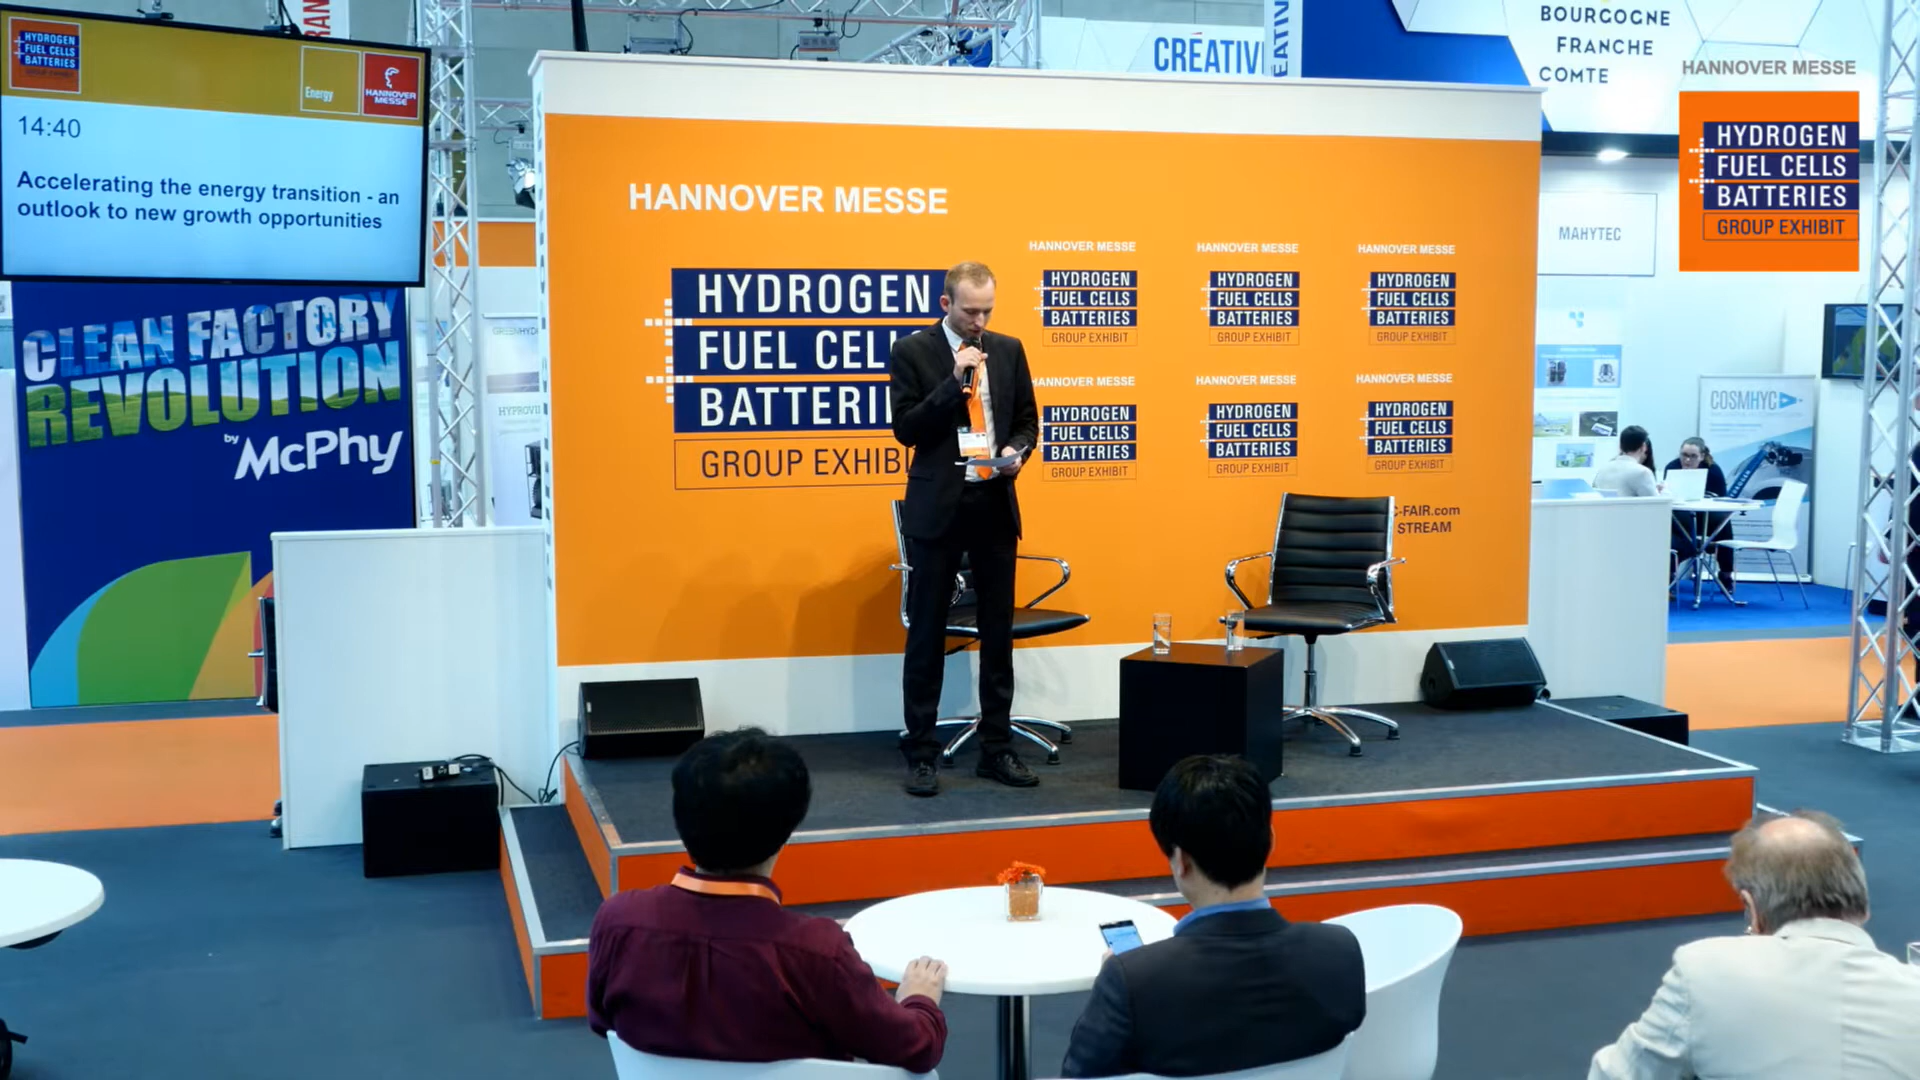 HYDROGEN
FUEL CELLS
BATTERIES
GROUP EXHIBIT
Energy
HANNOVER
MESSE
14:40
Accelerating the energy transition - an
outlook to new growth opportunities
CLEAN FACTORY
REVOLUTION
by
McPhy
CRÉATIV
BOURGOGNE
FRANCHE
COMTE
HANNOVER MESSE
HYDROGEN
FUEL CELLS
BATTERIES
GROUP EXHIBIT
HANNOVER MESSE
HYDROGEN
FUEL CELL
BATTERI
GROUP EXHIB
HANNOVER MESSE
HYDROGEN
FUEL CELLS
BATTERIES
GROUP EXHIBIT
HANNOVER MESSE
HYDROGEN
FUEL CELLS
BATTERIES
GROUP EXHIBIT
HANNOVER MESSE
HYDROGEN
FUEL CELLS
BATTERIES
GROUP EXHIBIT
HANNOVER MESSE
HYDROGEN
FUEL CELLS
BATTERIES
GROUP EXHIBIT
HANNOVER MESSE
HYDROGEN
FUEL CELLS
BATTERIES
GROUP EXHIBIT
HANNOVER MESSE
HYDROGEN
FUEL CELLS
BATTERIES
GROUP EXHIBIT
C-FAIR.com
STREAM
MAHYTEC
COSMHYC